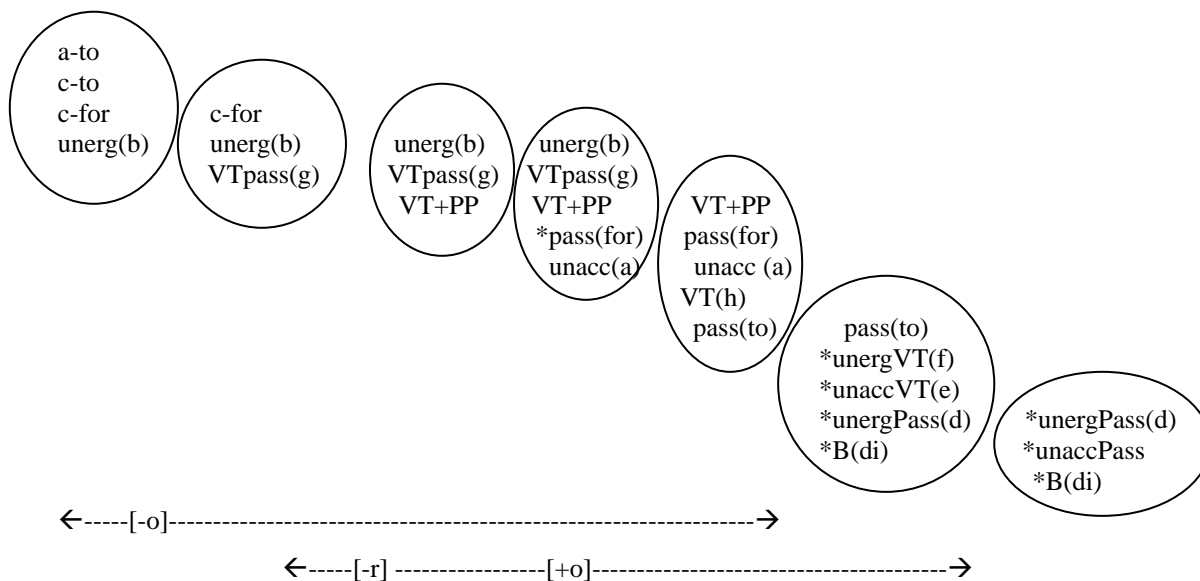 a-to
c-to
c-for
unerg(b)
c-for
unerg(b)
VTpass(g)
unerg(b)
VTpass(g)
VT+PP
unerg(b)
VTpass(g)
VT+PP
*pass(for)
unacc(a)
VT+PP
pass(for)
unacc (a)
VT(h)
pass(to)
pass(to)
*unergVT(f)
*unaccVT(e)
*unergPass(d)
*B(di)
*unergPass(d)
*unaccPass
*B(di)
←-----[-o]-----------------------------------------------------------→
←-----[-r] ---------------[+o]---------------------------------------→